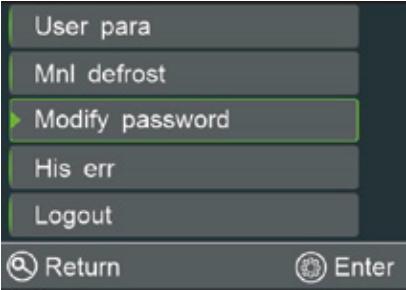 User para
Mnl defrost
Modify password
His err
Logout
Return Enter